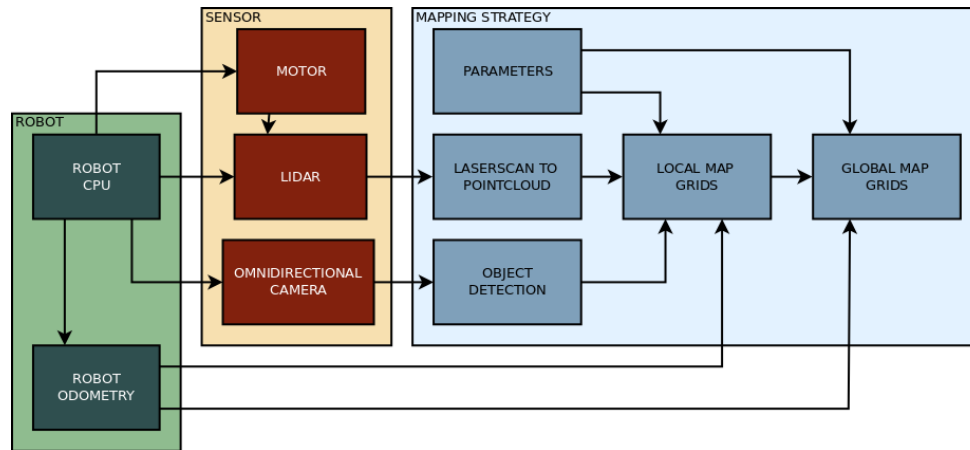 SENSOR
MAPPING STRATEGY
MOTOR
PARAMETERS
ROBOT
ROBOT
CPU
LIDAR
LASERSCAN TO
POINTCLOUD
LOCAL MAP
GRIDS
GLOBAL MAP
GRIDS
OMNIDIRECTIONAL
CAMERA
OBJECT
DETECTION
ROBOT
ODOMETRY